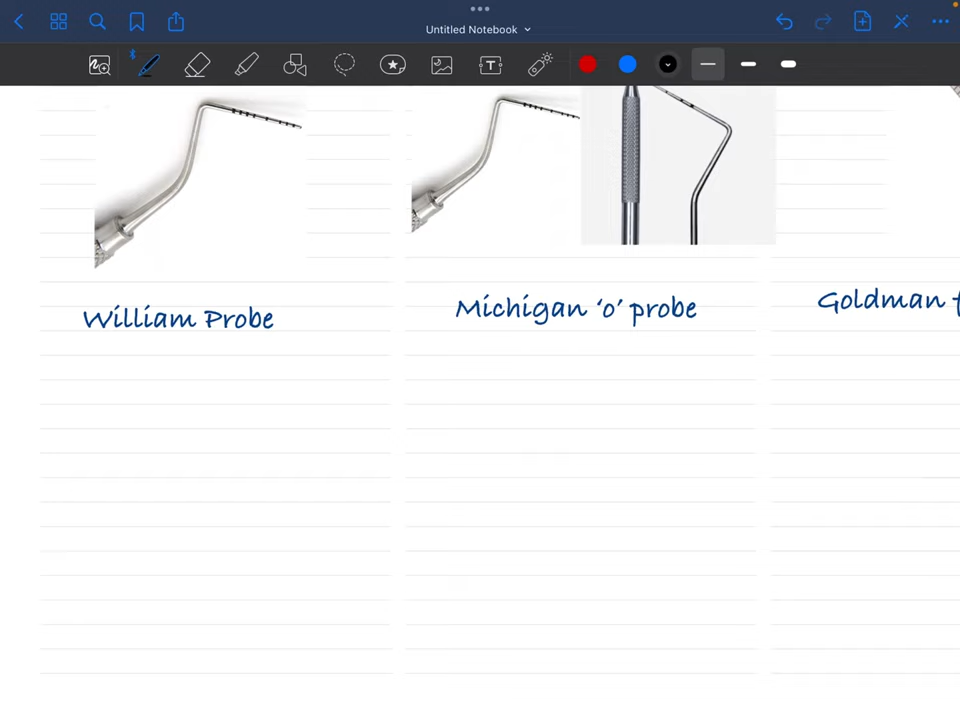 Untitled Notebook
T
William Probe
Michigan ‘o’ probe
Goldman